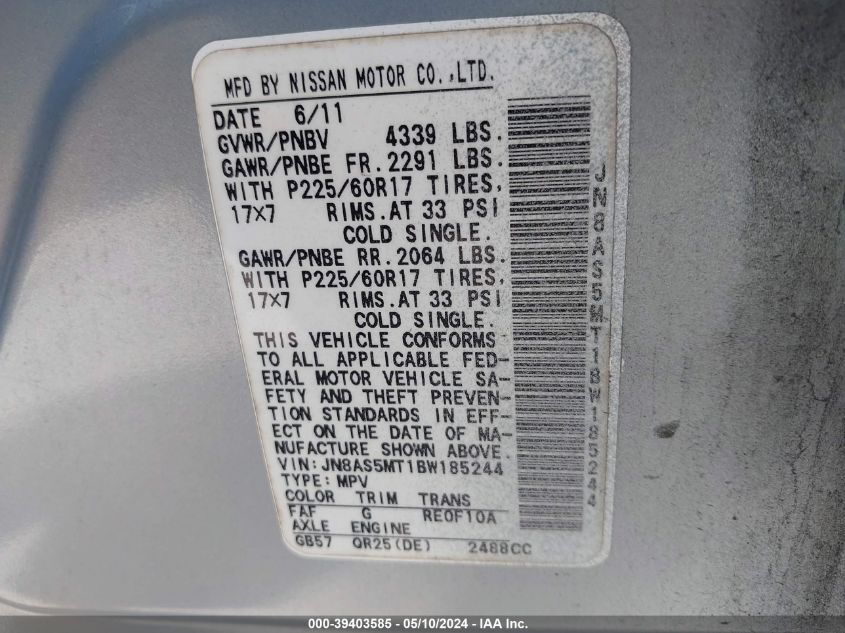 MFD BY NISSAN MOTOR CO.,LTD.
DATE 6/11
GVWR/PNBV 4339 LBS.
GAWR/PNBE FR.2291 LBS.
WITH P225/60R17 TIRES,
17X7 RIMS.AT 33 PSI
COLD SINGLE.
GAWR/PNBE RR.2064 LBS.
WITH P225/60R17 TIRES,
17X7 RIMS.AT 33 PSI
COLD SINGLE.
THIS VEHICLE CONFORMS
TO ALL APPLICABLE FED-
ERAL MOTOR VEHICLE SA-
FETY AND THEFT PREVEN-
TION STANDARDS IN EFF-
ECT ON THE DATE OF MA-
NUFACTURE SHOWN ABOVE.
VIN:JN8AS5MT1BW185244
TYPE:MPV
COLOR TRIM TRANS
FAF G RE0F10A
AXLE ENGINE
GB57 QR25(DE) 2488CC
JN8AS5MT1BW185244
000-39403585 - 05/10/2024 - IAA Inc.